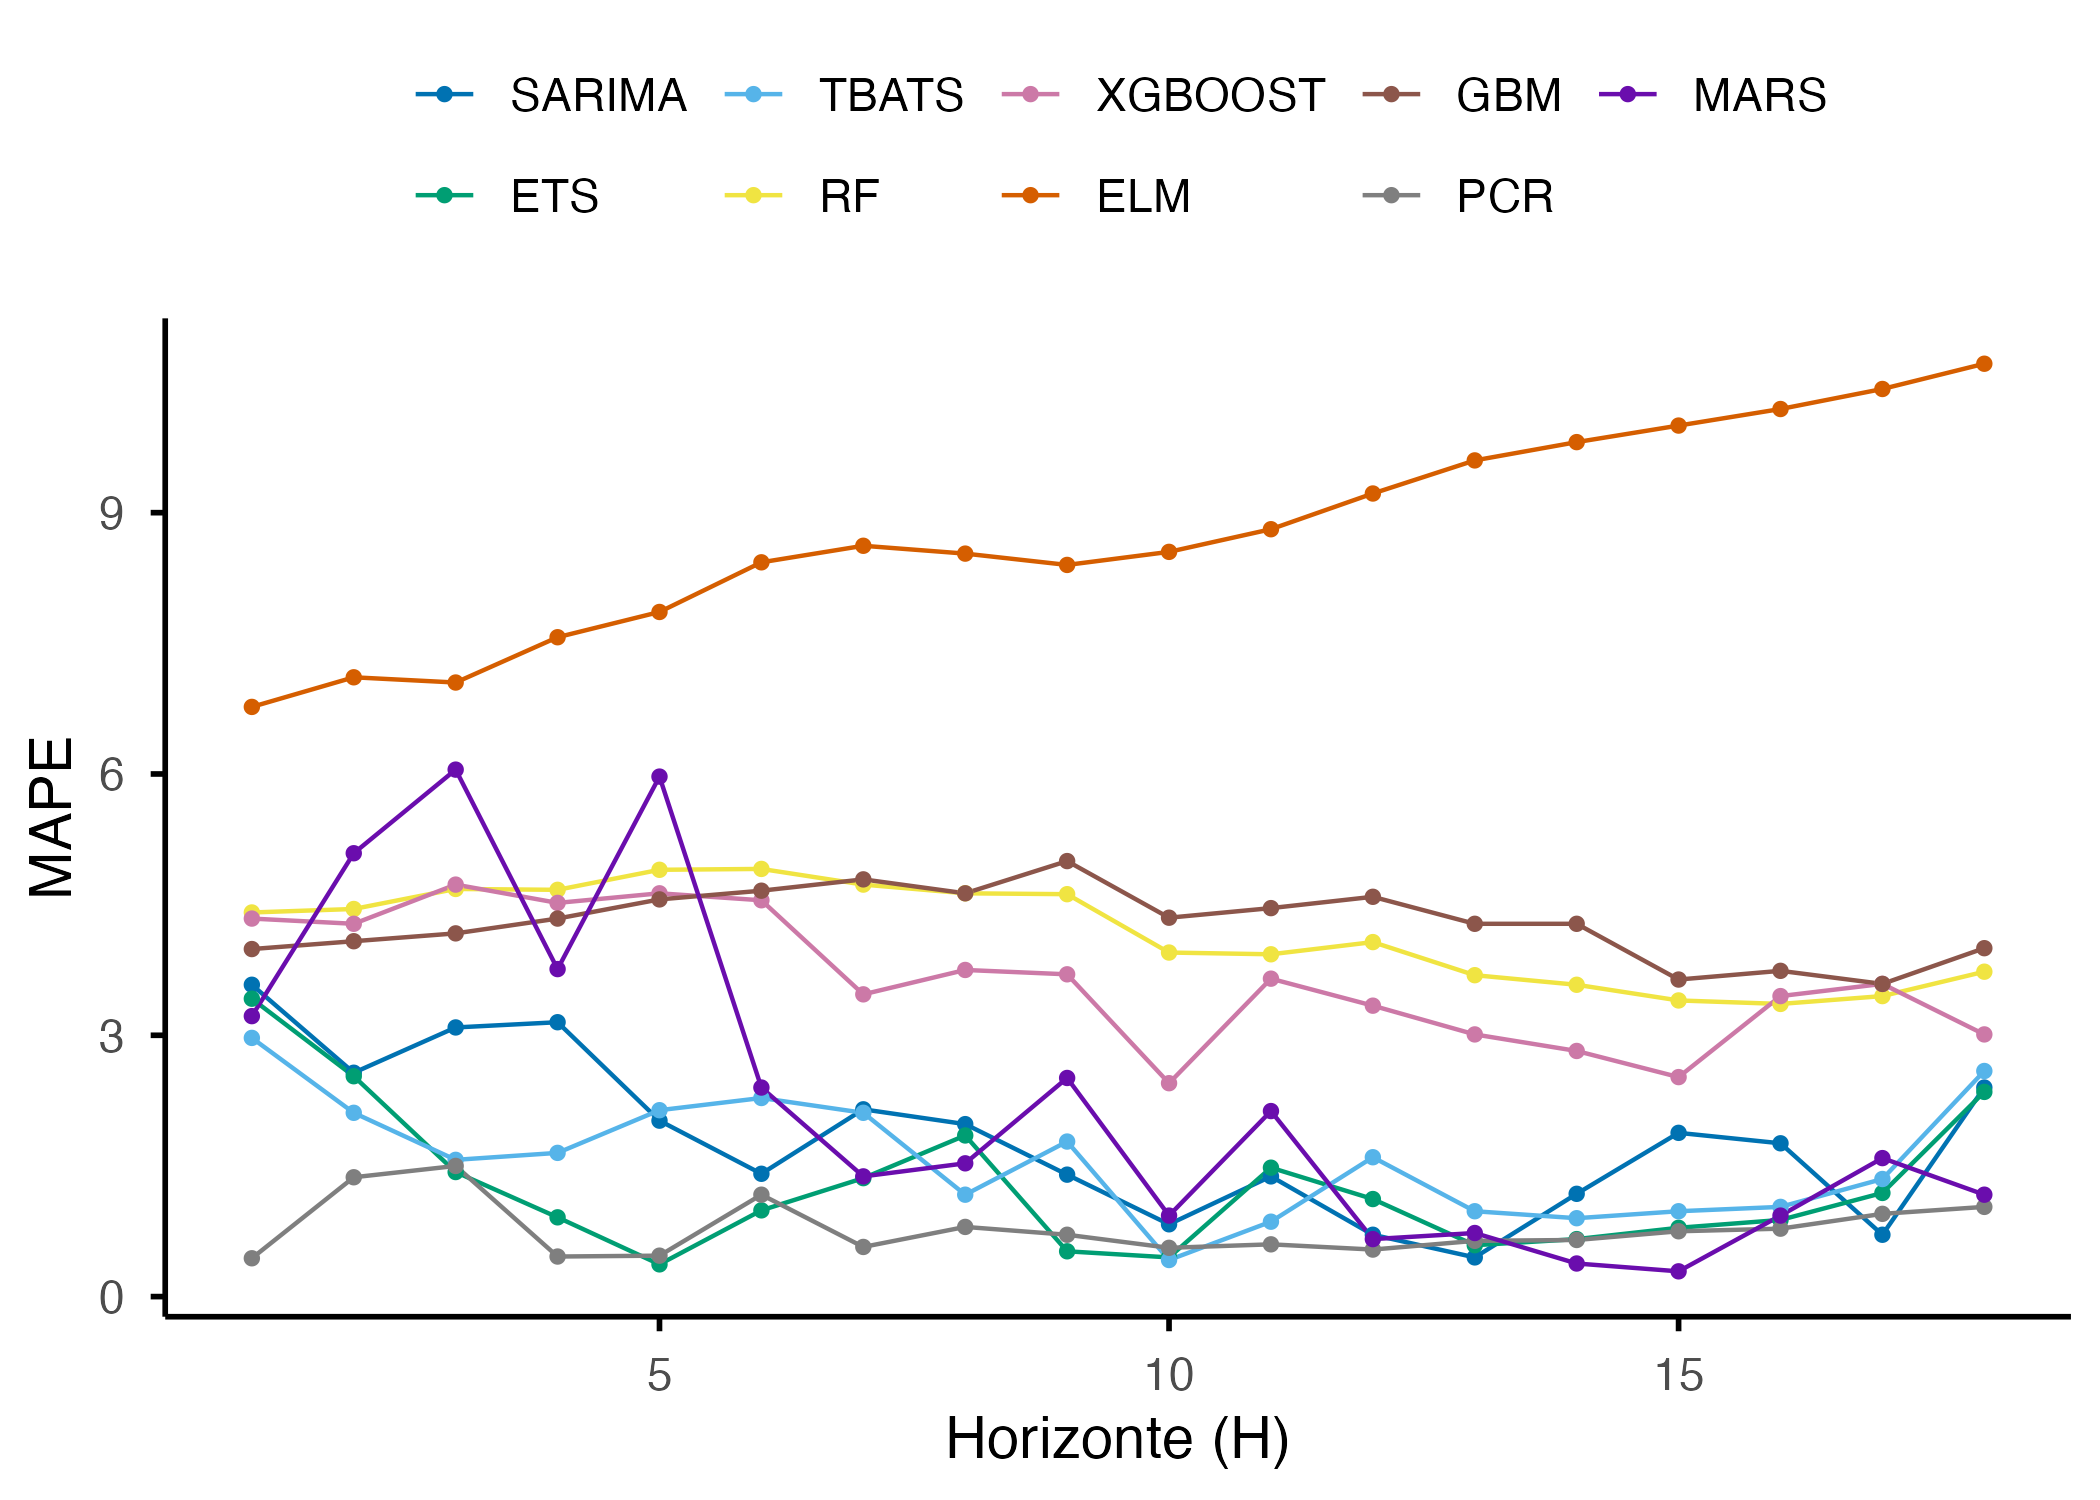 SARIMA TBATS XGBOOST GBM MARS
ETS RF ELM PCR
MAPE
9
6
3
0
5 10 15
Horizonte (H)